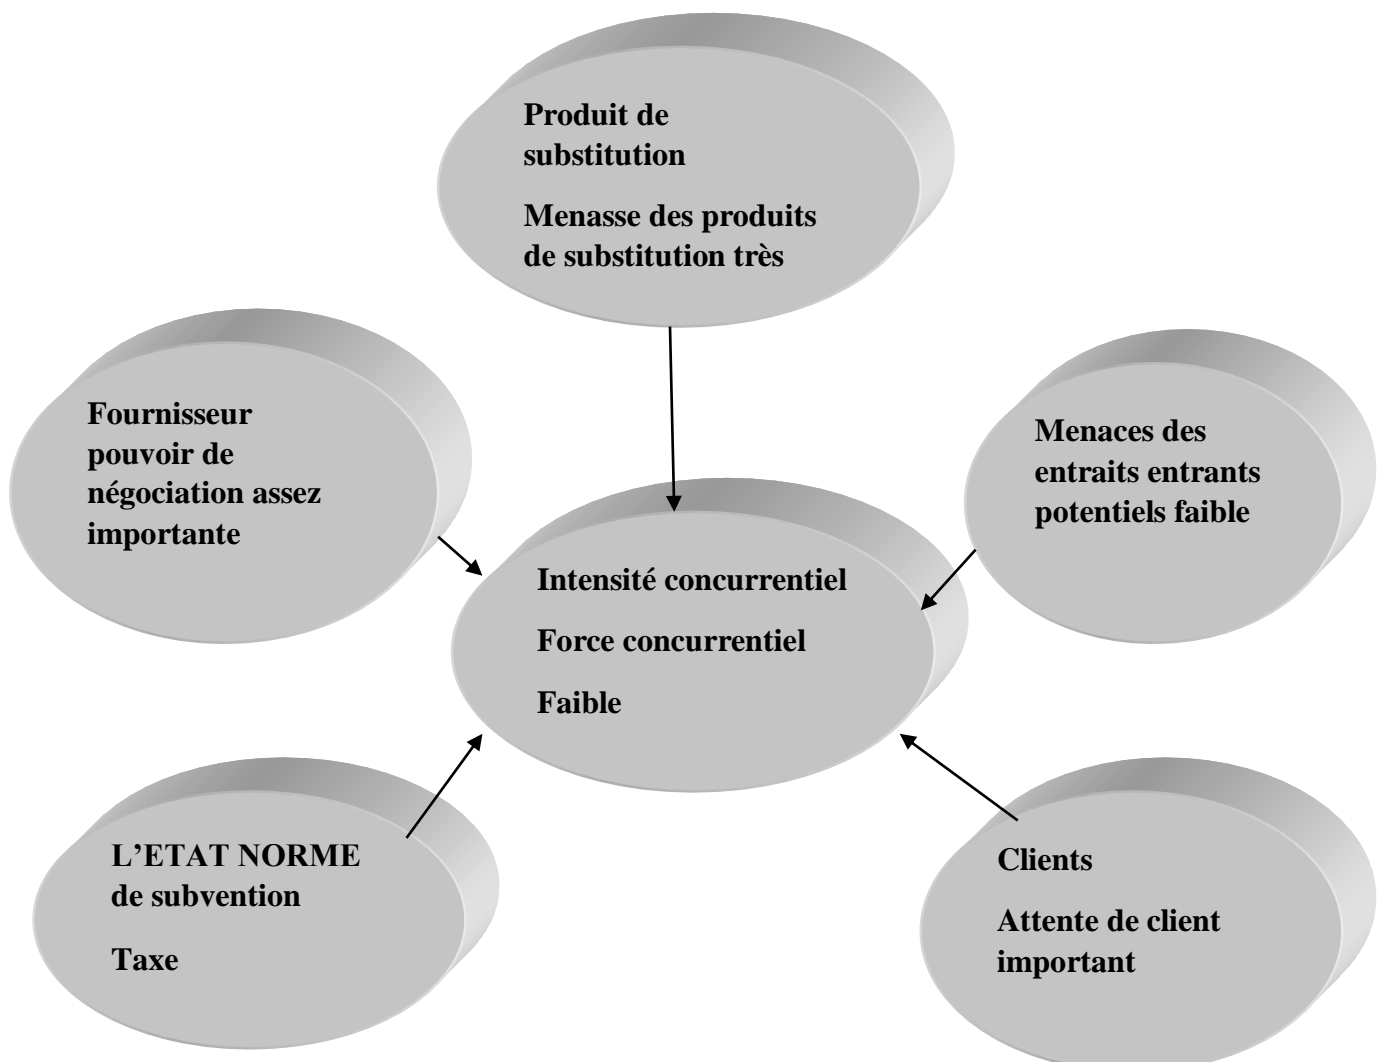 Produit de
substitution
Menasse des produits
de substitution très
Fournisseur
pouvoir de
négociation assez
importante
Menaces des
entraits entrants
potentiels faible
Intensité concurrentiel
Force concurrentiel
Faible
L’ETAT NORME
de subvention
Taxe
Clients
Attente de client
important